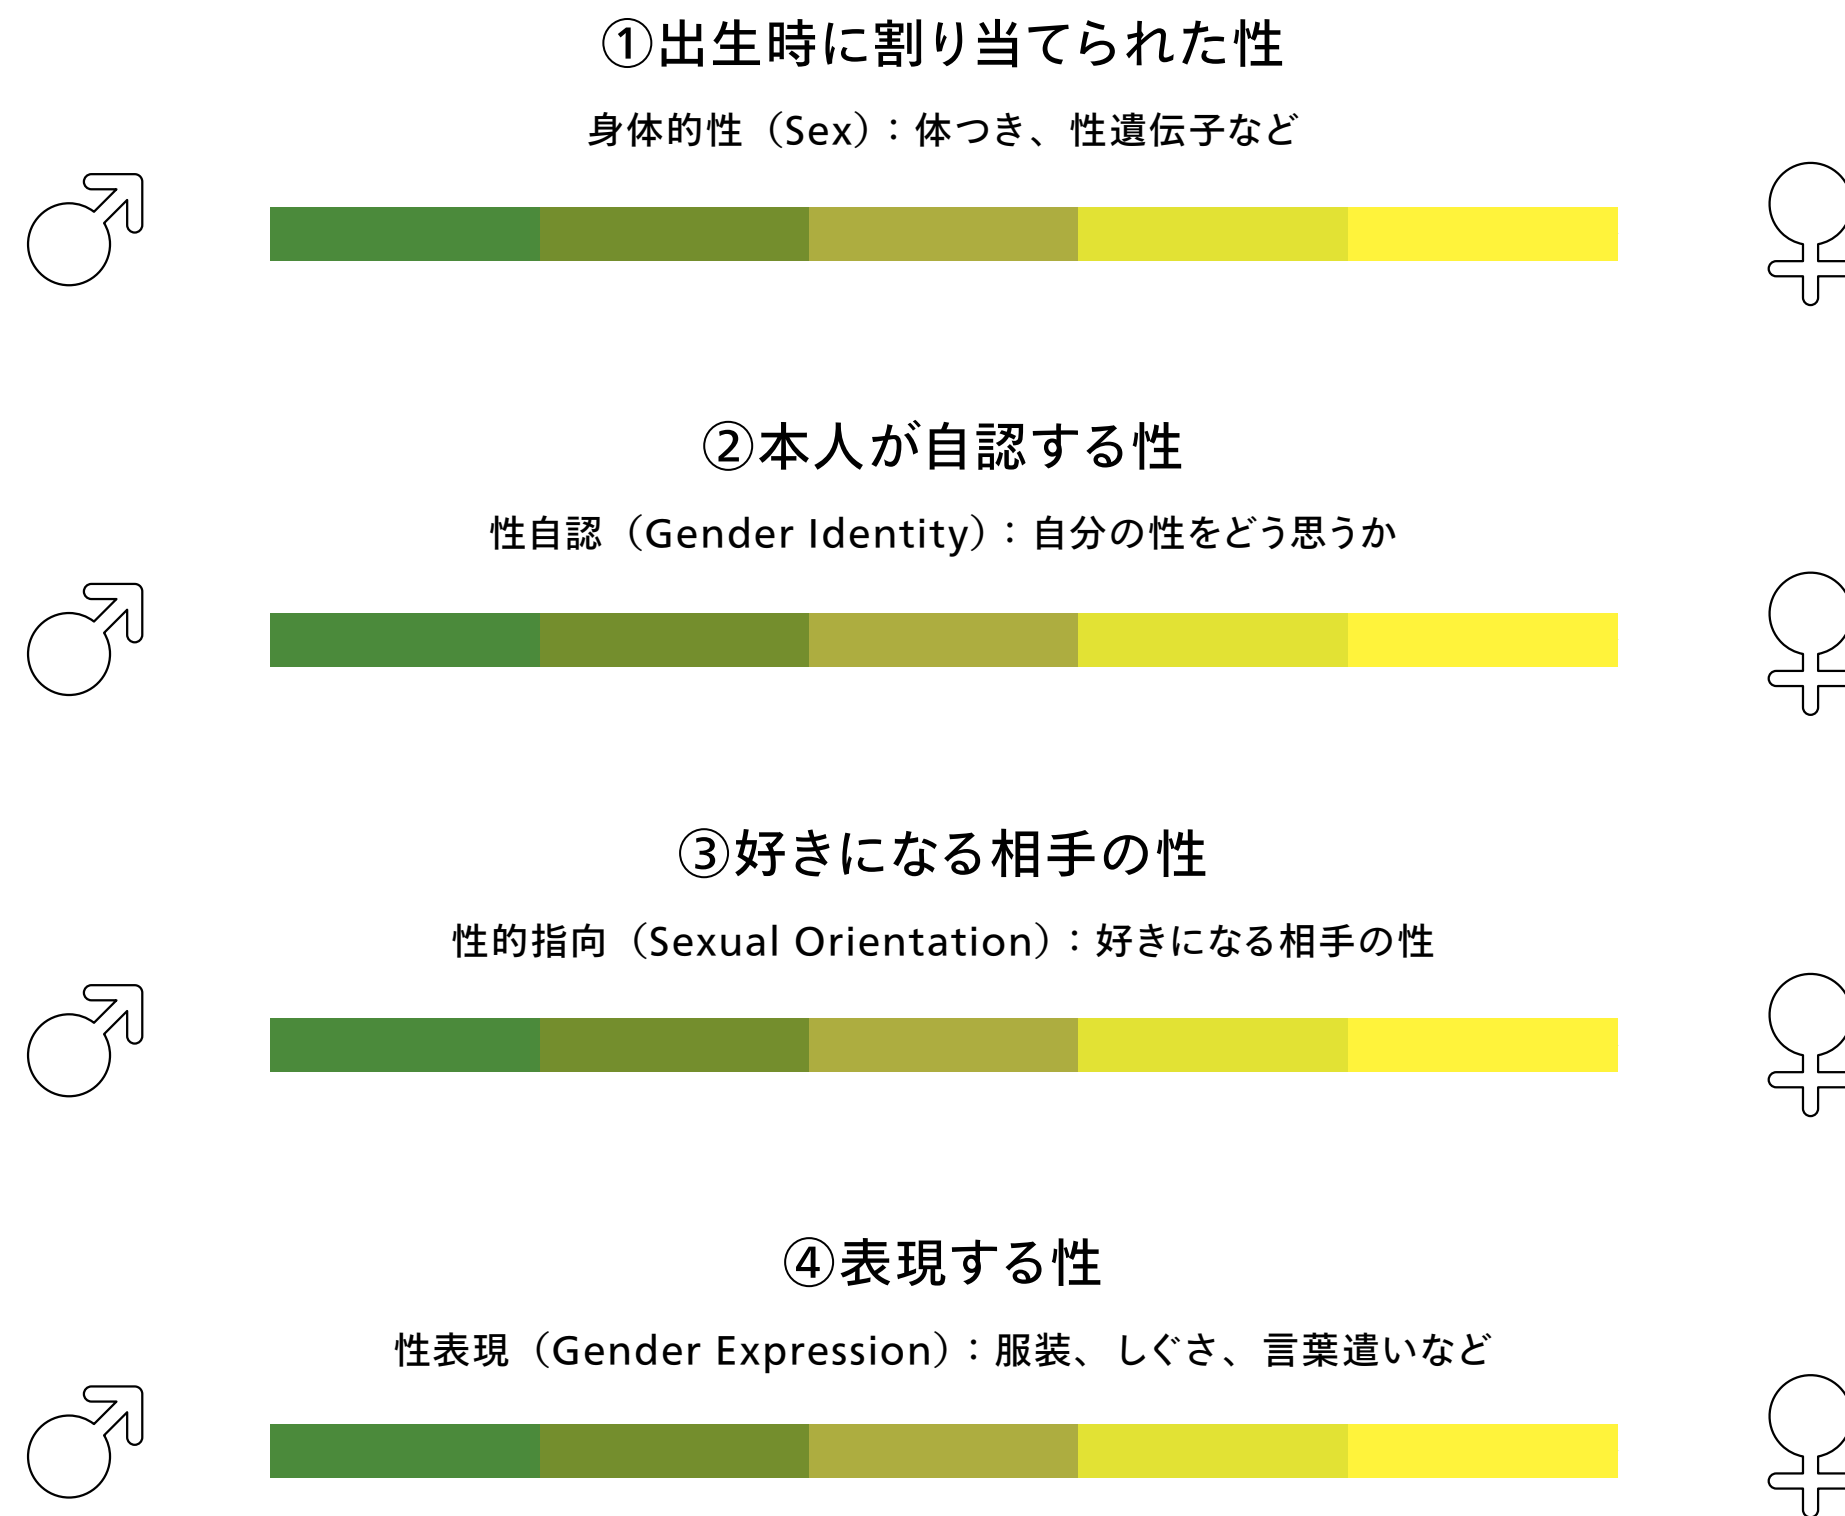 ①出生時に割り当てられた性
身体的性（Sex）：体つき、性遺伝子など
②本人が自認する性
性自認（Gender Identity）：自分の性をどう思うか
③好きになる相手の性
性的指向（Sexual Orientation）：好きになる相手の性
④表現する性
性表現（Gender Expression）：服装、しぐさ、言葉遣いなど